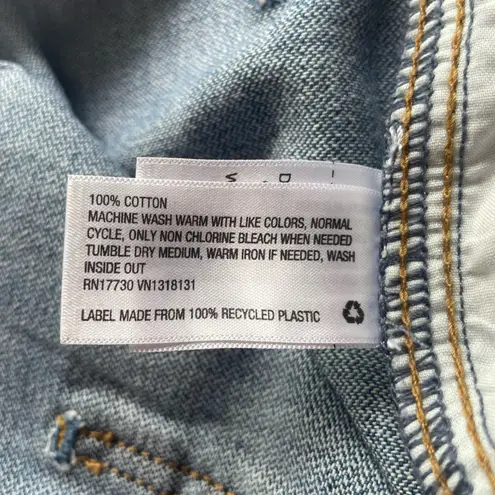 100% COTTON
MACHINE WASH WARM WITH LIKE COLORS, NORMAL
CYCLE, ONLY NON CHLORINE BLEACH WHEN NEEDED
TUMBLE DRY MEDIUM, WARM IRON IF NEEDED, WASH
INSIDE OUT
RN17730 VN1318131
LABEL MADE FROM 100% RECYCLED PLASTIC